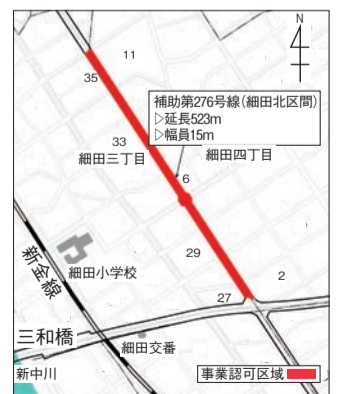 N
11
35
補助第276号線(細田北区間)
▷延長523m
▷幅員15m
33
細田三丁目
細田四丁目
6
29
細田小学校
新金線
2
27
三和橋
細田交番
新中川
事業認可区域